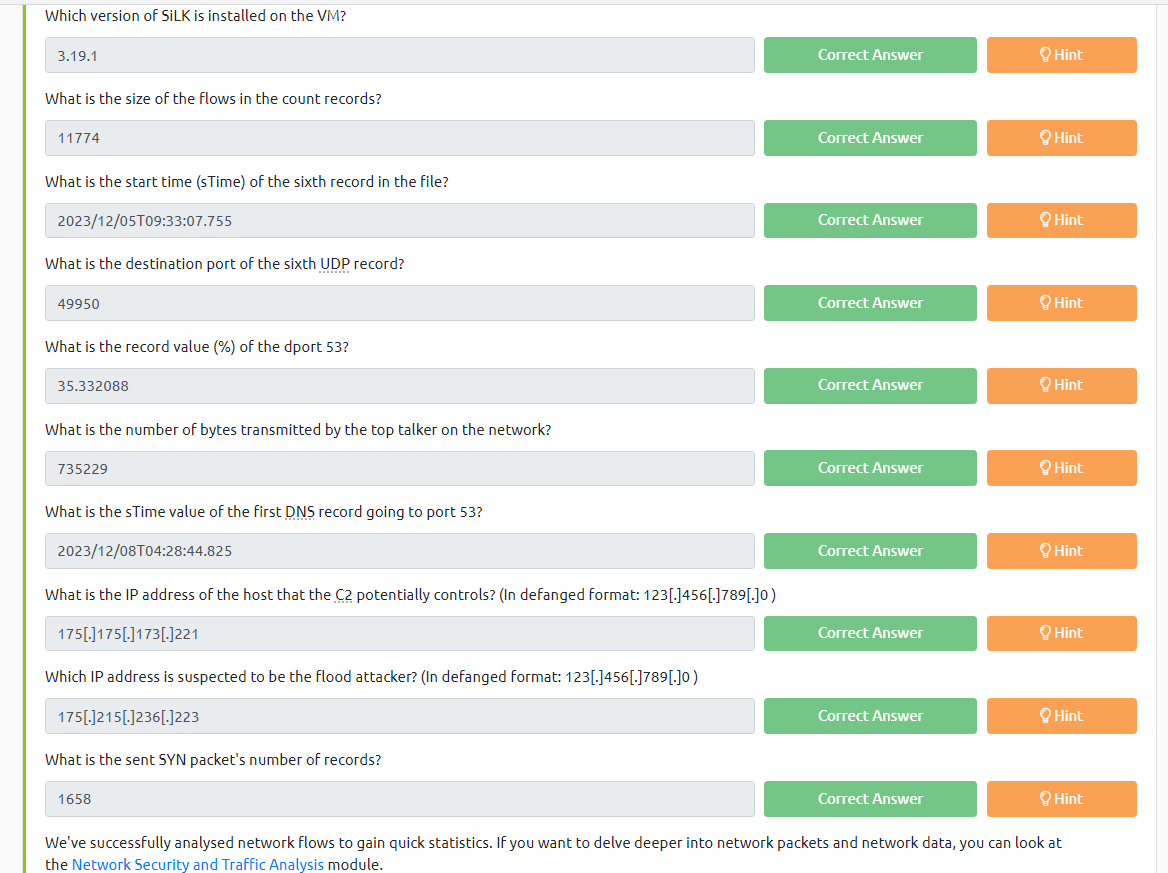 Which version of SiLK is installed on the VM?
3.19.1
Correct Answer
Hint
What is the size of the flows in the count records?
11774
Correct Answer
Hint
What is the start time (sTime) of the sixth record in the file?
2023/12/05T09:33:07.755
Correct Answer
Hint
What is the destination port of the sixth UDP record?
49950
Correct Answer
Hint
What is the record value (%) of the dport 53?
35.332088
Correct Answer
Hint
What is the number of bytes transmitted by the top talker on the network?
735229
Correct Answer
Hint
What is the sTime value of the first DNS record going to port 53?
2023/12/08T04:28:44.825
Correct Answer
Hint
What is the IP address of the host that the C2 potentially controls? (In defanged format: 123[.]456[.]789[.]0 )
175[.]175[.]173[.]221
Correct Answer
Hint
Which IP address is suspected to be the flood attacker? (In defanged format: 123[.]456[.]789[.]0 )
175[.]215[.]236[.]223
Correct Answer
Hint
What is the sent SYN packet's number of records?
1658
Correct Answer
Hint
We've successfully analysed network flows to gain quick statistics. If you want to delve deeper into network packets and network data, you can look at
the Network Security and Traffic Analysis module.